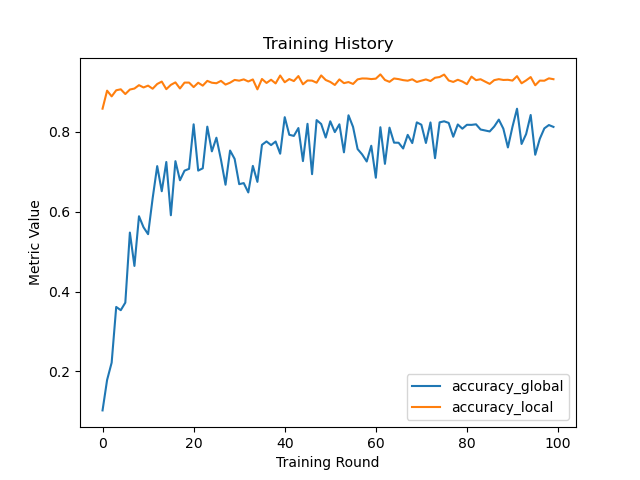 Training History
Metric Value
0.8
0.6
0.4
0.2
0
20
40
60
80
100
Training Round
accuracy_global
accuracy_local